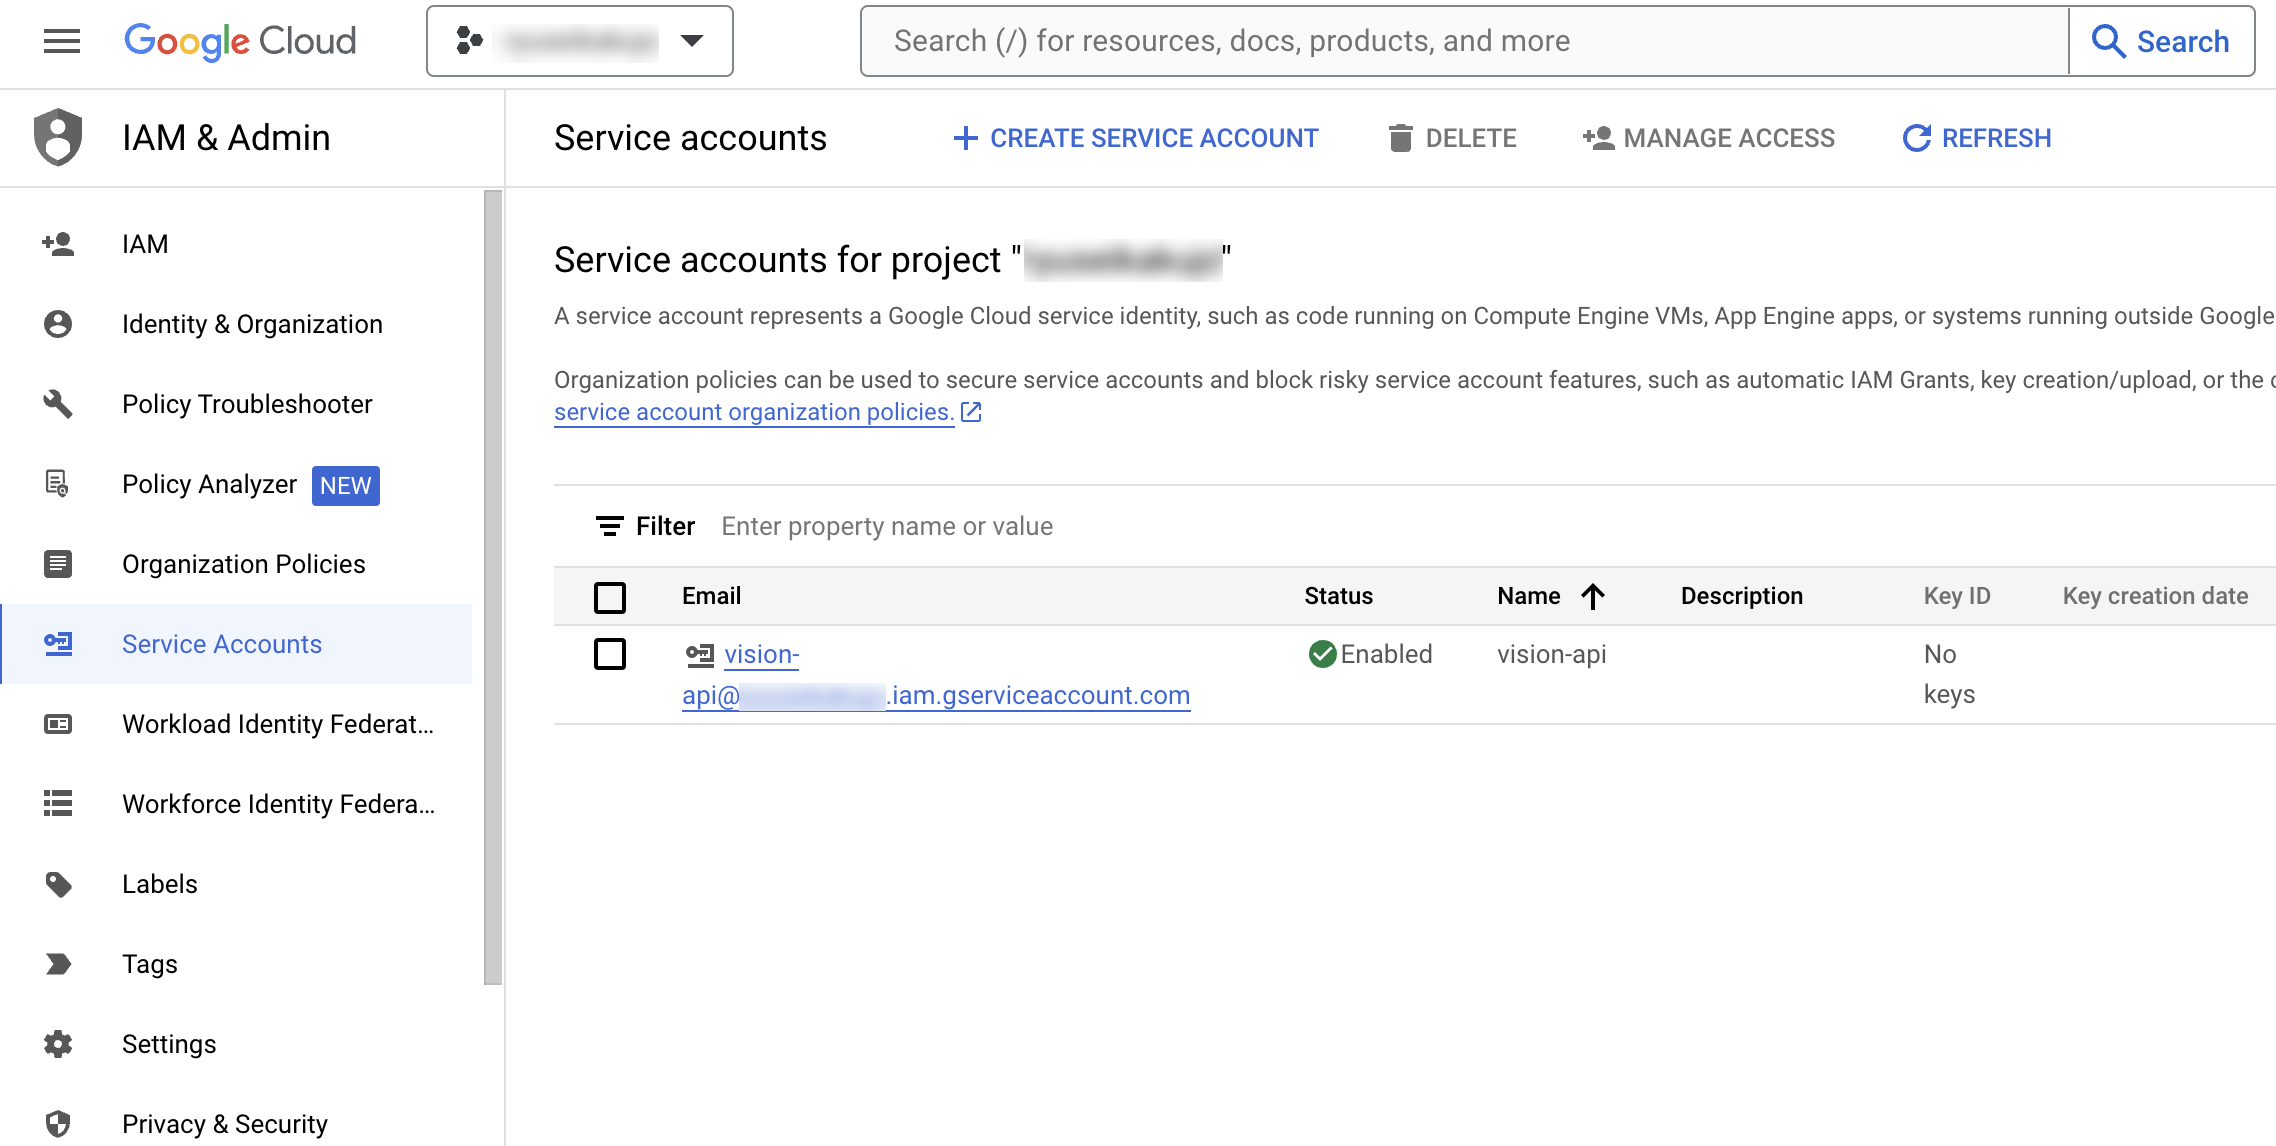 Google Cloud
Search (/) for resources, docs, products, and more
Search
IAM & Admin
IAM
Identity & Organization
Policy Troubleshooter
Policy Analyzer NEW
Organization Policies
Service Accounts
Workload Identity Federat...
Workforce Identity Federa...
Labels
Tags
Settings
Privacy & Security
Service accounts
CREATE SERVICE ACCOUNT
DELETE
MANAGE ACCESS
REFRESH
Service accounts for project ""
A service account represents a Google Cloud service identity, such as code running on Compute Engine VMs, App Engine apps, or systems running outside Google
Organization policies can be used to secure service accounts and block risky service account features, such as automatic IAM Grants, key creation/upload, or the
service account organization policies.
Filter Enter property name or value
Email Status Name Description Key ID Key creation date
vision- Enabled vision-api No
api@.iam.gserviceaccount.com keys